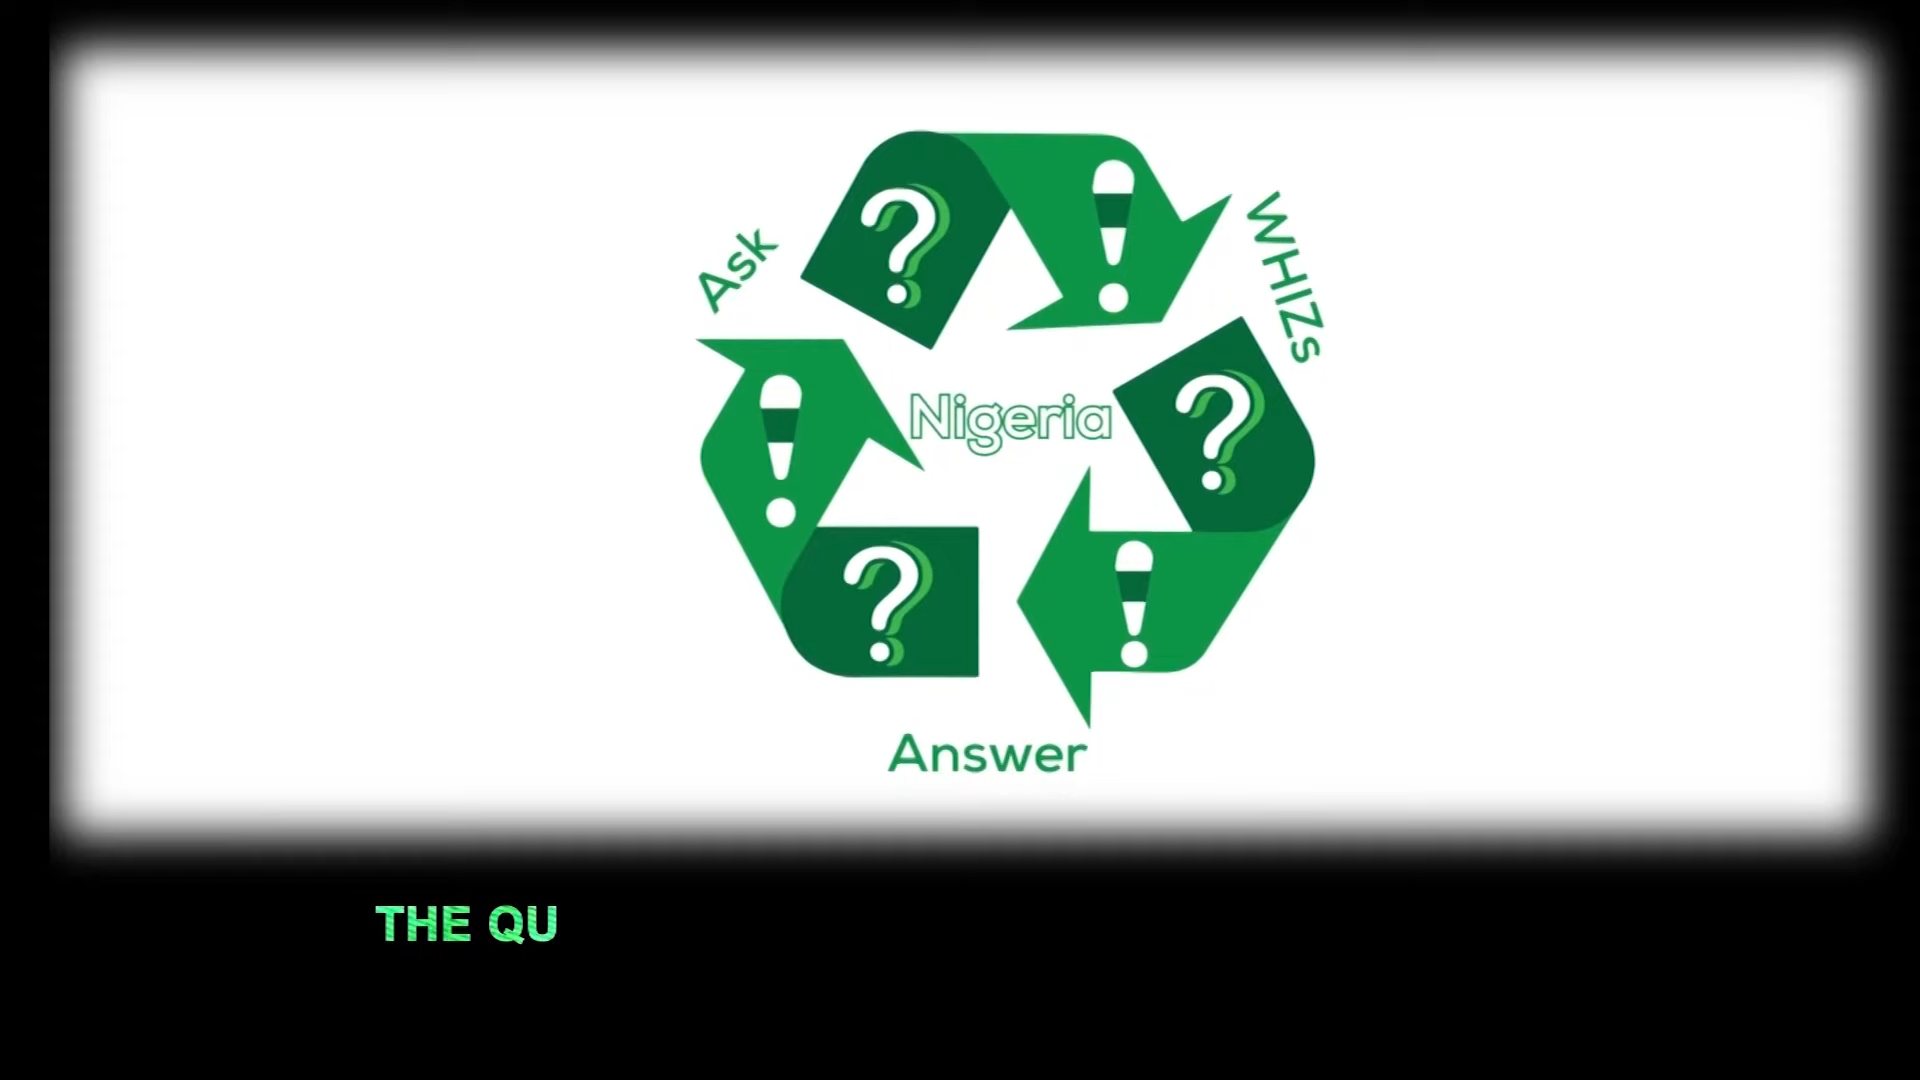 Ask
WHIZs
? !
! Nigeria ?
? !
Answer
THE QU